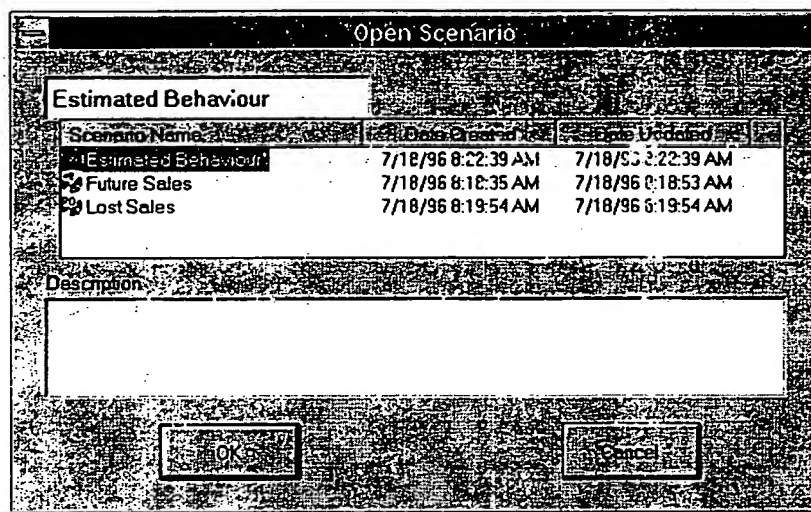 Open Scenario
Estimated Behaviour
Scenario Name Date Created Date Updated
Estimated Behaviour 7/18/96 8:22:39 AM
Future Sales 7/18/96 8:18:35 AM
Lost Sales 7/18/96 8:19:54 AM
Description
OK Cancel